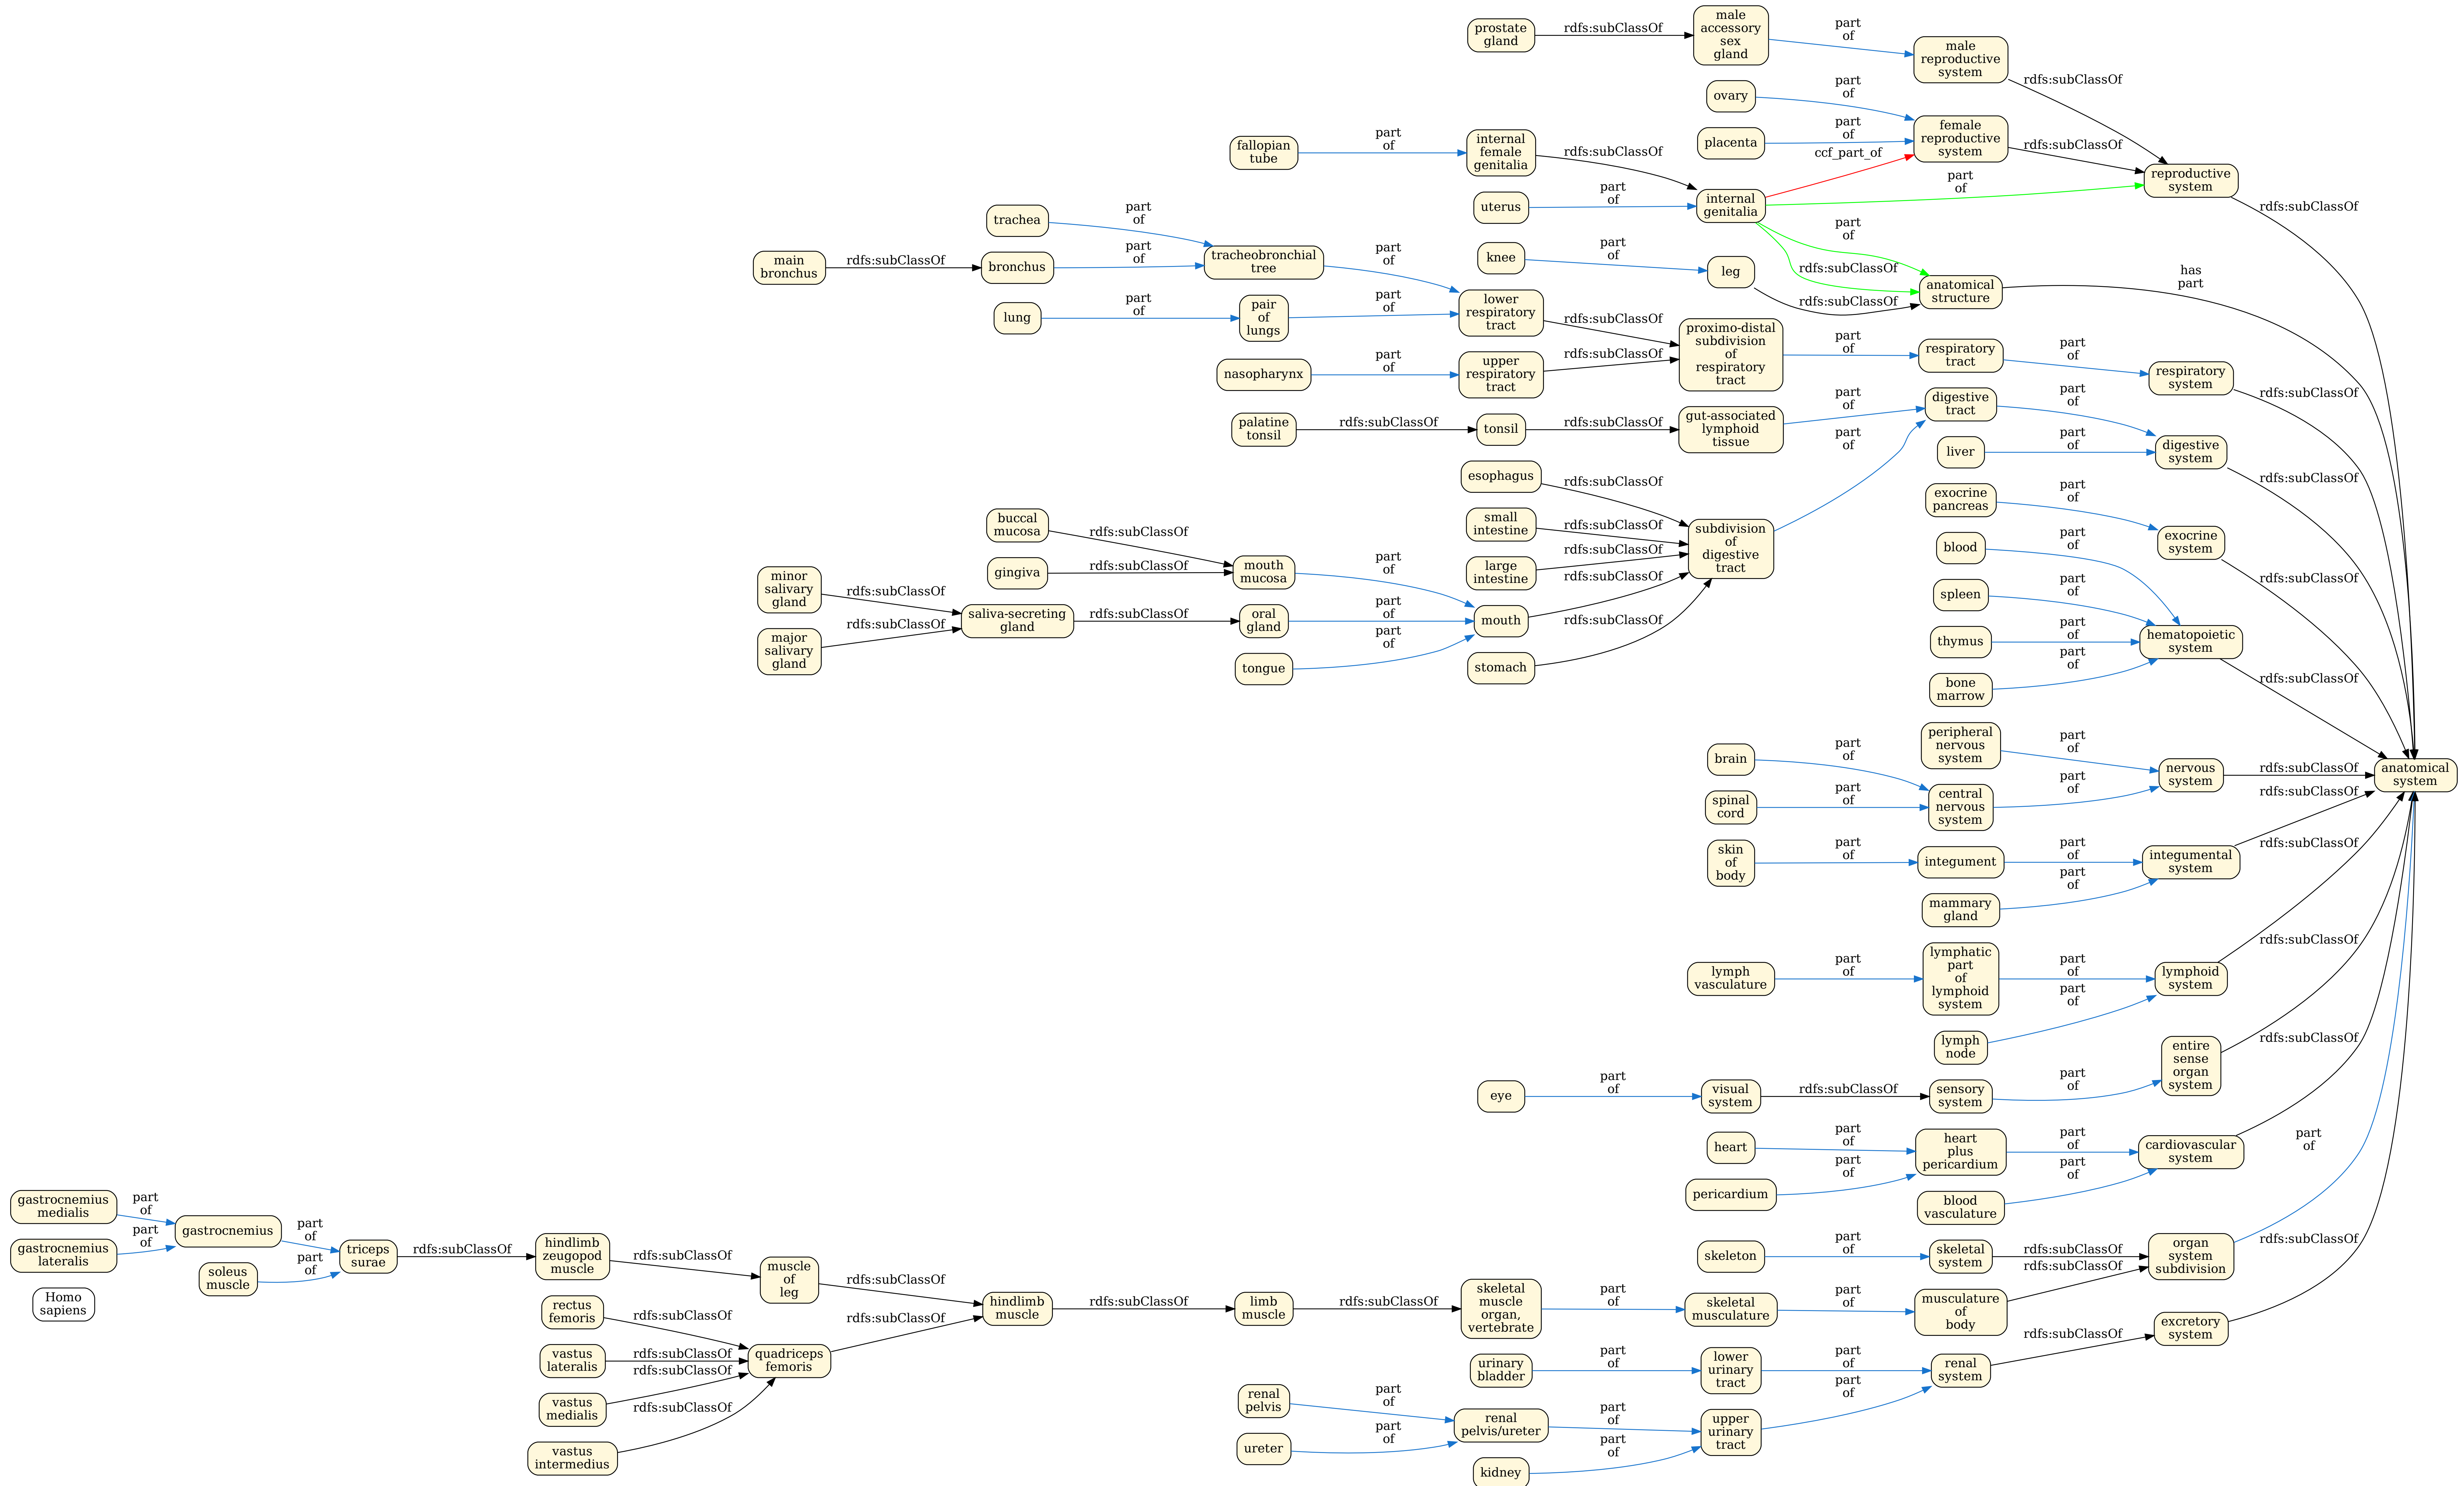 prostate
gland
rdfs:subClassOf
male
accessory
sex
gland
part
of
male
reproductive
system
rdfs:subClassOf
ovary
part
of
placenta
part
of
female
reproductive
system
rdfs:subClassOf
ccf_part_of
fallopian
tube
part
of
internal
female
genitalia
rdfs:subClassOf
uterus
part
of
internal
genitalia
part
of
reproductive
system
rdfs:subClassOf
part
of
rdfs:subClassOf
knee
part
of
leg
rdfs:subClassOf
anatomical
structure
has
part
trachea
part
of
main
bronchus
rdfs:subClassOf
bronchus
part
of
tracheobronchial
tree
part
of
lung
part
of
pair
of
lungs
part
of
lower
respiratory
tract
rdfs:subClassOf
nasopharynx
part
of
upper
respiratory
tract
rdfs:subClassOf
proximo-distal
subdivision
of
respiratory
tract
part
of
respiratory
tract
part
of
respiratory
system
rdfs:subClassOf
palatine
tonsil
rdfs:subClassOf
tonsil
rdfs:subClassOf
gut-associated
lymphoid
tissue
part
of
digestive
tract
part
of
part
of
liver
part
of
digestive
system
rdfs:subClassOf
esophagus
rdfs:subClassOf
small
intestine
rdfs:subClassOf
large
intestine
rdfs:subClassOf
rdfs:subClassOf
subdivision
of
digestive
tract
buccal
mucosa
rdfs:subClassOf
gingiva
rdfs:subClassOf
mouth
mucosa
part
of
minor
salivary
gland
rdfs:subClassOf
major
salivary
gland
rdfs:subClassOf
saliva-secreting
gland
rdfs:subClassOf
oral
gland
part
of
mouth
tongue
part
of
stomach
rdfs:subClassOf
exocrine
pancreas
part
of
exocrine
system
rdfs:subClassOf
blood
part
of
spleen
part
of
thymus
part
of
bone
marrow
part
of
hematopoietic
system
rdfs:subClassOf
peripheral
nervous
system
part
of
brain
part
of
spinal
cord
part
of
central
nervous
system
part
of
nervous
system
rdfs:subClassOf
anatomical
system
skin
of
body
part
of
integument
part
of
mammary
gland
part
of
integumental
system
rdfs:subClassOf
lymph
vasculature
part
of
lymphatic
part
of
lymphoid
system
part
of
lymph
node
part
of
lymphoid
system
rdfs:subClassOf
eye
part
of
visual
system
rdfs:subClassOf
sensory
system
part
of
entire
sense
organ
system
rdfs:subClassOf
heart
part
of
pericardium
part
of
heart
plus
pericardium
part
of
blood
vasculature
part
of
cardiovascular
system
rdfs:subClassOf
gastrocnemius
medialis
part
of
gastrocnemius
lateralis
part
of
gastrocnemius
part
of
soleus
muscle
part
of
triceps
surae
rdfs:subClassOf
hindlimb
zeugopod
muscle
rdfs:subClassOf
muscle
of
leg
rdfs:subClassOf
Homo
sapiens
rectus
femoris
rdfs:subClassOf
vastus
lateralis
rdfs:subClassOf
vastus
medialis
rdfs:subClassOf
vastus
intermedius
rdfs:subClassOf
quadriceps
femoris
rdfs:subClassOf
hindlimb
muscle
rdfs:subClassOf
limb
muscle
rdfs:subClassOf
skeletal
muscle
organ,
vertebrate
part
of
skeletal
musculature
part
of
musculature
of
body
rdfs:subClassOf
skeleton
part
of
skeletal
system
rdfs:subClassOf
organ
system
subdivision
part
of
urinary
bladder
part
of
lower
urinary
tract
part
of
renal
pelvis
part
of
ureter
part
of
renal
pelvis/ureter
part
of
kidney
part
of
upper
urinary
tract
part
of
renal
system
rdfs:subClassOf
excretory
system
rdfs:subClassOf